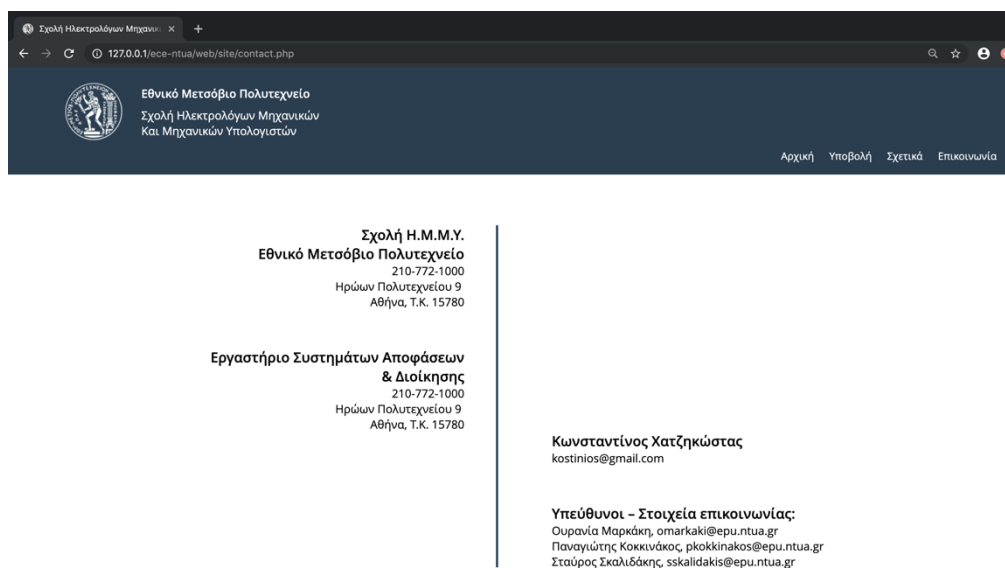 Σχολή Ηλεκτρολόγων Μηχανικ
127.0.0.1/ece-ntua/web/site/contact.php
Εθνικό Μετσόβιο Πολυτεχνείο
Σχολή Ηλεκτρολόγων Μηχανικών
Και Μηχανικών Υπολογιστών
Αρχική Υποβολή Σχετικά Επικοινωνία
Σχολή Η.Μ.Μ.Υ.
Εθνικό Μετσόβιο Πολυτεχνείο
210-772-1000
Ηρώων Πολυτεχνείου 9
Αθήνα, Τ.Κ. 15780
Εργαστήριο Συστημάτων Αποφάσεων
& Διοίκησης
210-772-1000
Ηρώων Πολυτεχνείου 9
Αθήνα, Τ.Κ. 15780
Κωνσταντίνος Χατζηκώστας
kostinios@gmail.com
Υπεύθυνοι – Στοιχεία επικοινωνίας:
Ουρανία Μαρκάκη, omarkaki@epu.ntua.gr
Παναγιώτης Κοκκινάκος, pkokkinakos@epu.ntua.gr
Σταύρος Σκαλιδάκης, sskalidakis@epu.ntua.gr